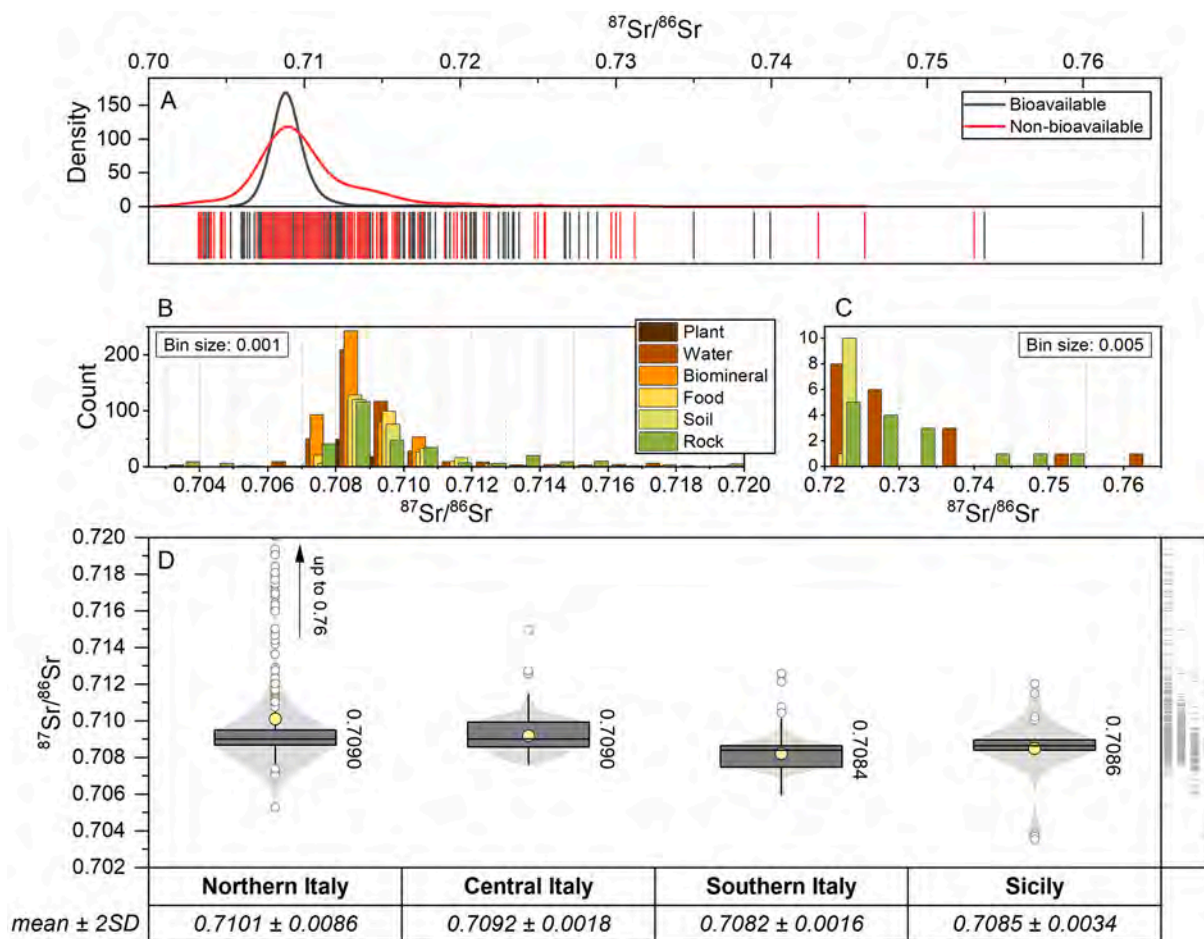 ⁸⁷Sr/⁸⁶Sr
0.70 0.71 0.72 0.73 0.74 0.75 0.76
A
Bioavailable
Non-bioavailable
Density
150
100
50
0
B
Bin size: 0.001
Plant
Water
Biomineral
Food
Soil
Rock
Count
200
100
0
0.704 0.706 0.708 0.710 0.712 0.714 0.716 0.718 0.720
⁸⁷Sr/⁸⁶Sr
C
Bin size: 0.005
10
8
6
4
2
0
0.72 0.73 0.74 0.75 0.76
⁸⁷Sr/⁸⁶Sr
D
⁸⁷Sr/⁸⁶Sr
0.720
0.718
0.716
0.714
0.712
0.710
0.708
0.706
0.704
0.702
up to 0.76
0.7090
0.7090
0.7084
0.7086
Northern Italy Central Italy Southern Italy Sicily
mean ± 2SD 0.7101 ± 0.0086 0.7092 ± 0.0018 0.7082 ± 0.0016 0.7085 ± 0.0034